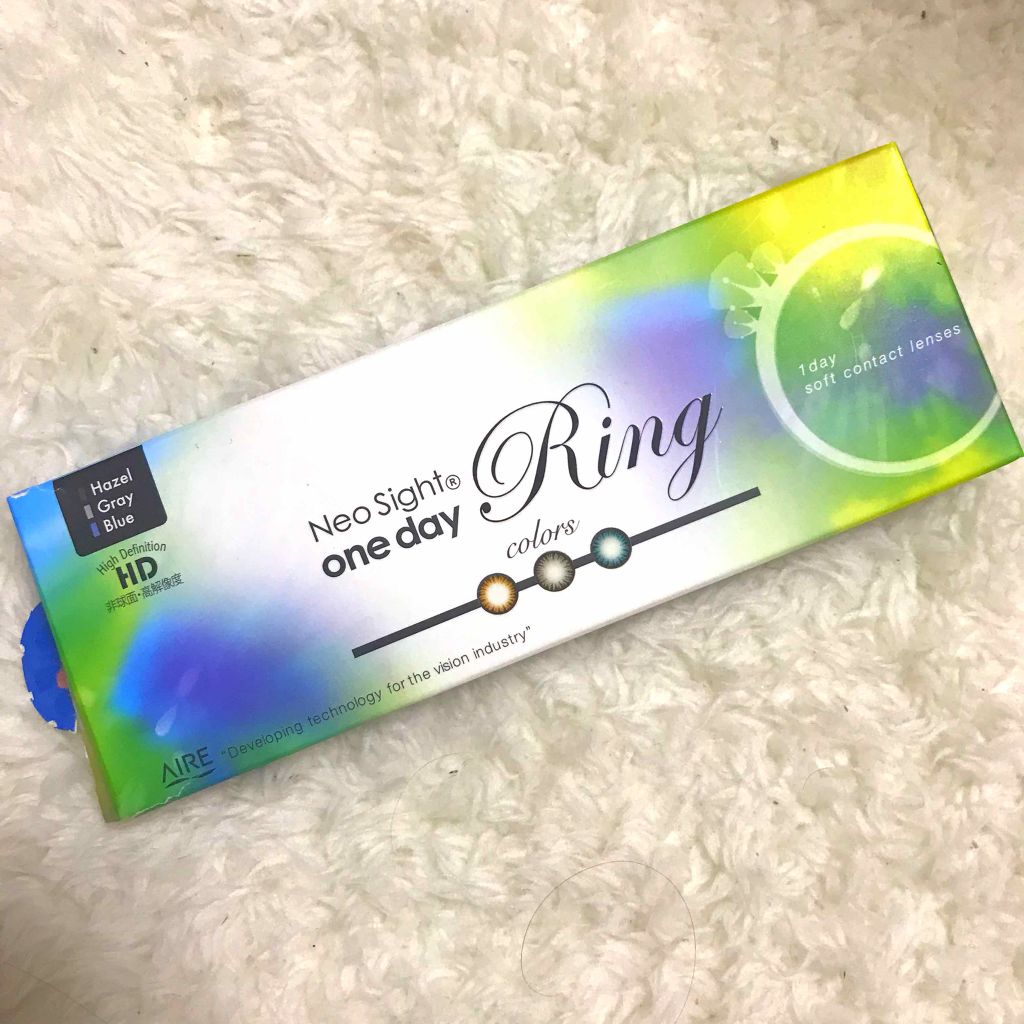 Hazel
Gray
Blue
High Definition
HD
非球面・高解像度
Neo Sight®
one day
Ring
colors
1day
soft contact lenses
AIRE "Developing technology for the vision industry"